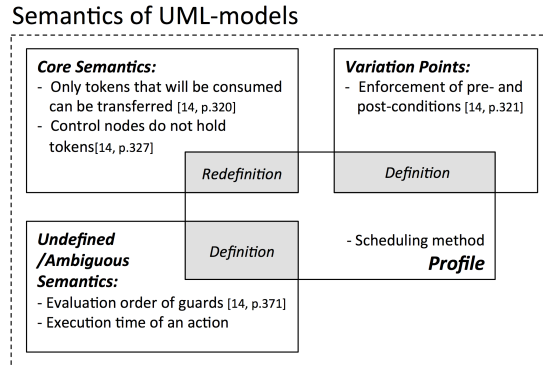 Semantics of UML-models
Core Semantics:
- Only tokens that will be consumed
can be transferred [14, p.320]
- Control nodes do not hold
tokens[14, p.327]
Redefinition
Variation Points:
- Enforcement of pre- and
post-conditions [14, p.321]
Definition
Undefined
/Ambiguous
Semantics:
- Evaluation order of guards [14, p.371]
- Execution time of an action
Definition
- Scheduling method
Profile